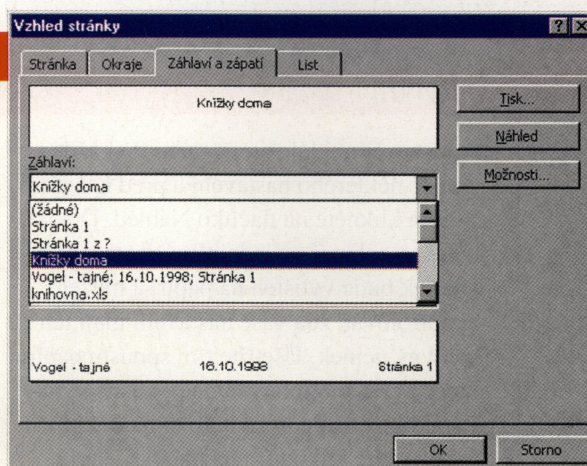 Vzhled stránky
Stránka Okraje Záhlaví a zápatí List
Knížky doma
Tisk...
Náhled
Možnosti...
Záhlaví:
Knížky doma
(žádné)
Stránka 1
Stránka 1 z ?
Knížky doma
Vogel - tajné; 16.10.1998; Stránka 1
knihovna.xls
Vogel - tajné 16.10.1998 Stránka 1
OK Storno